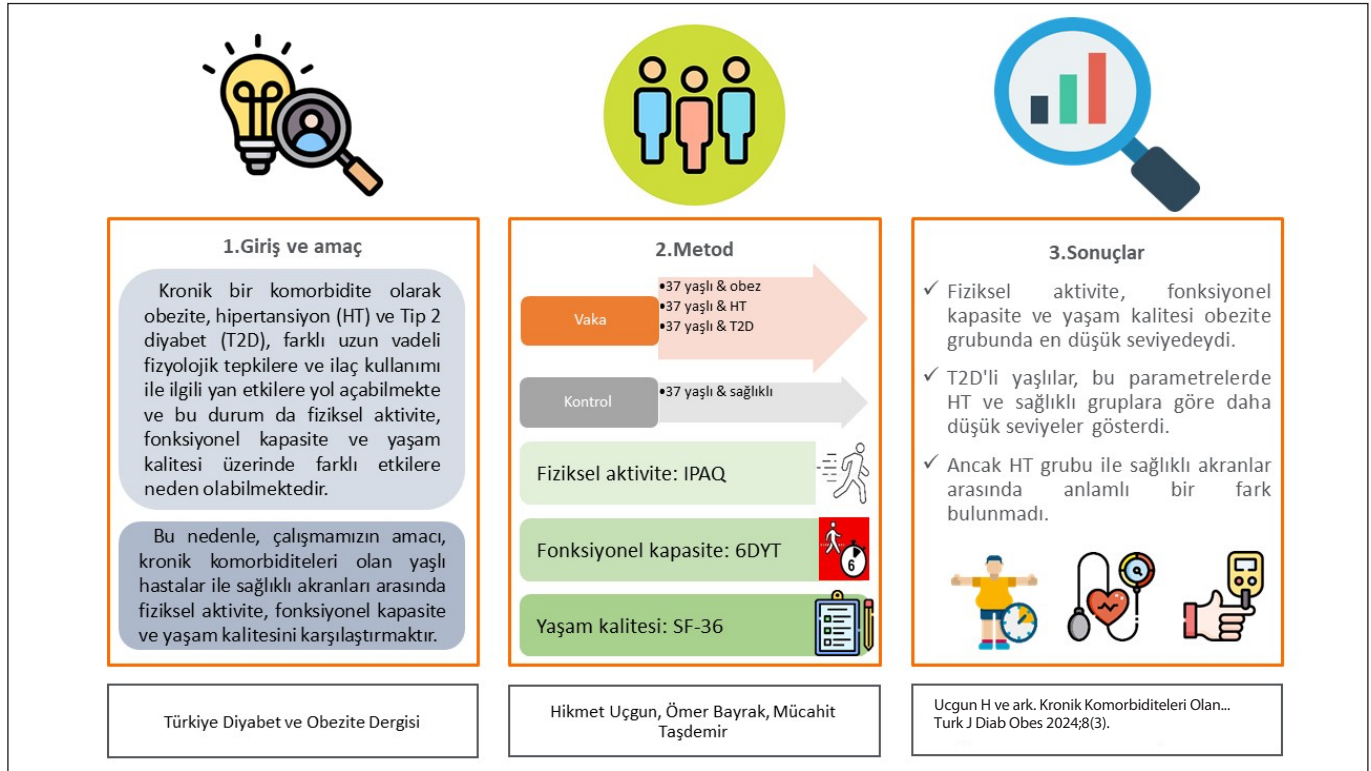 1.Giriş ve amaç
Kronik bir komorbidite olarak
obezite, hipertansiyon (HT) ve Tip 2
diyabet (T2D), farklı uzun vadeli
fizyolojik tepkilere ve ilaç kullanımı
ile ilgili yan etkilere yol açabilmekte
ve bu durum da fiziksel aktivite,
fonksiyonel kapasite ve yaşam
kalitesi üzerinde farklı etkilere
neden olabilmektedir.
Bu nedenle, çalışmamızın amacı,
kronik komorbiditeleri olan yaşlı
hastalar ile sağlıklı akranları arasında
fiziksel aktivite, fonksiyonel kapasite
ve yaşam kalitesini karşılaştırmaktır.
Türkiye Diyabet ve Obezite Dergisi
2.Metod
Vaka
•37 yaşlı & obez
•37 yaşlı & HT
•37 yaşlı & T2D
Kontrol
•37 yaşlı & sağlıklı
Fiziksel aktivite: IPAQ
Fonksiyonel kapasite: 6DYT
6
Yaşam kalitesi: SF-36
Hikmet Uçgun, Ömer Bayrak, Mücahit
Taşdemir
3.Sonuçlar
✓ Fiziksel aktivite, fonksiyonel
kapasite ve yaşam kalitesi obezite
grubunda en düşük seviyedeydi.
✓ T2D'li yaşlılar, bu parametrelerde
HT ve sağlıklı gruplara göre daha
düşük seviyeler gösterdi.
✓ Ancak HT grubu ile sağlıklı akranlar
arasında anlamlı bir fark
bulunmadı.
Ucgun H ve ark. Kronik Komorbiditeleri Olan...
Turk J Diab Obes 2024;8(3).